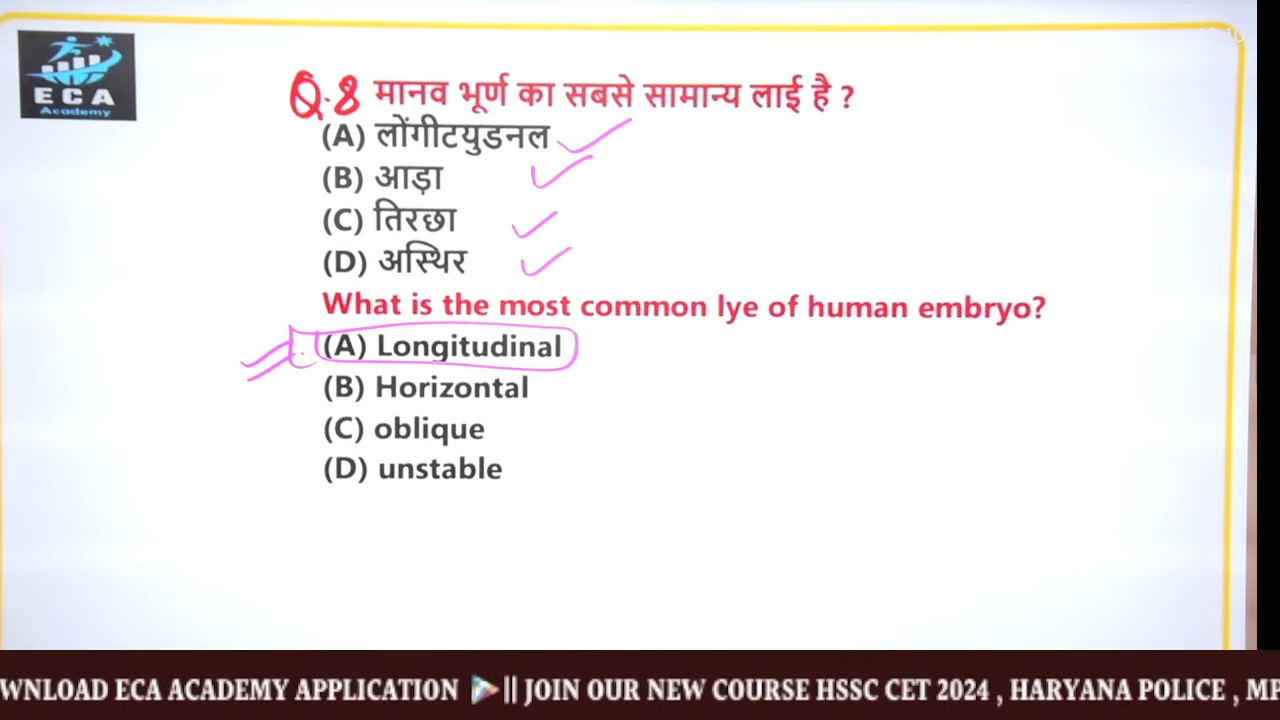 ECA
Academy
Q.8 मानव भूर्ण का सबसे सामान्य लाई है ?
(A) लोंगीटयुडनल
(B) आड़ा
(C) तिरछा
(D) अस्थिर
What is the most common lye of human embryo?
(A) Longitudinal
(B) Horizontal
(C) oblique
(D) unstable
WNLOAD ECA ACADEMY APPLICATION || JOIN OUR NEW COURSE HSSC CET 2024 , HARYANA POLICE , MP